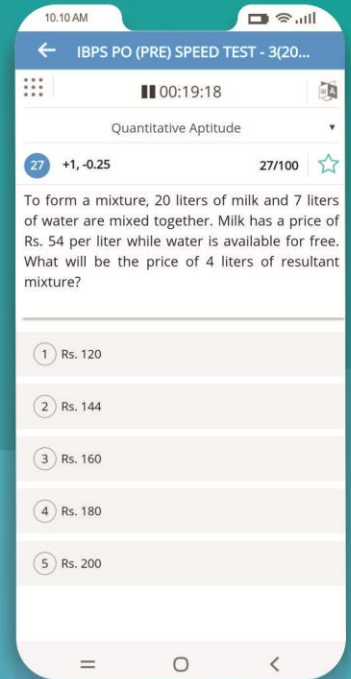 10.10 AM
IBPS PO (PRE) SPEED TEST - 3(20...
00:19:18
Quantitative Aptitude
27 +1, -0.25 27/100
To form a mixture, 20 liters of milk and 7 liters
of water are mixed together. Milk has a price of
Rs. 54 per liter while water is available for free.
What will be the price of 4 liters of resultant
mixture?
1 Rs. 120
2 Rs. 144
3 Rs. 160
4 Rs. 180
5 Rs. 200